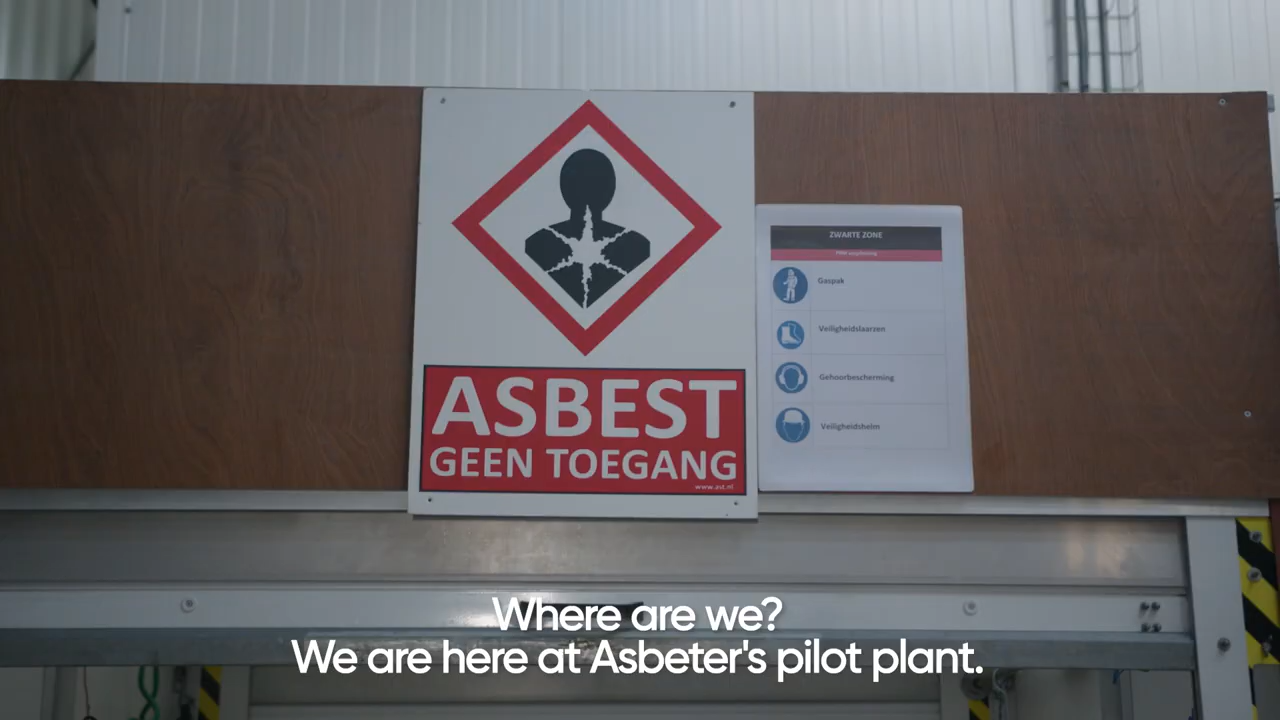 ASBEST
GEEN TOEGANG
www.avt.nl
ZWARTE ZONE
Gaspak
Veiligheidslaarzen
Gehoorbescherming
Veiligheidshelm
Where are we?
We are here at Asbeter's pilot plant.